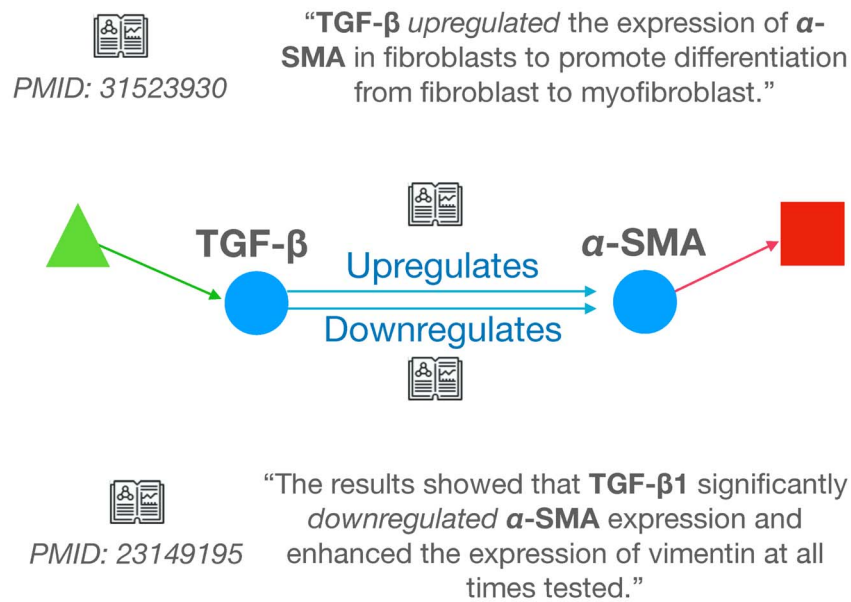 “TGF-β upregulated the expression of α-
SMA in fibroblasts to promote differentiation
from fibroblast to myofibroblast.”
PMID: 31523930
TGF-β
α-SMA
Upregulates
Downregulates
“The results showed that TGF-β1 significantly
downregulated α-SMA expression and
enhanced the expression of vimentin at all
times tested.”
PMID: 23149195